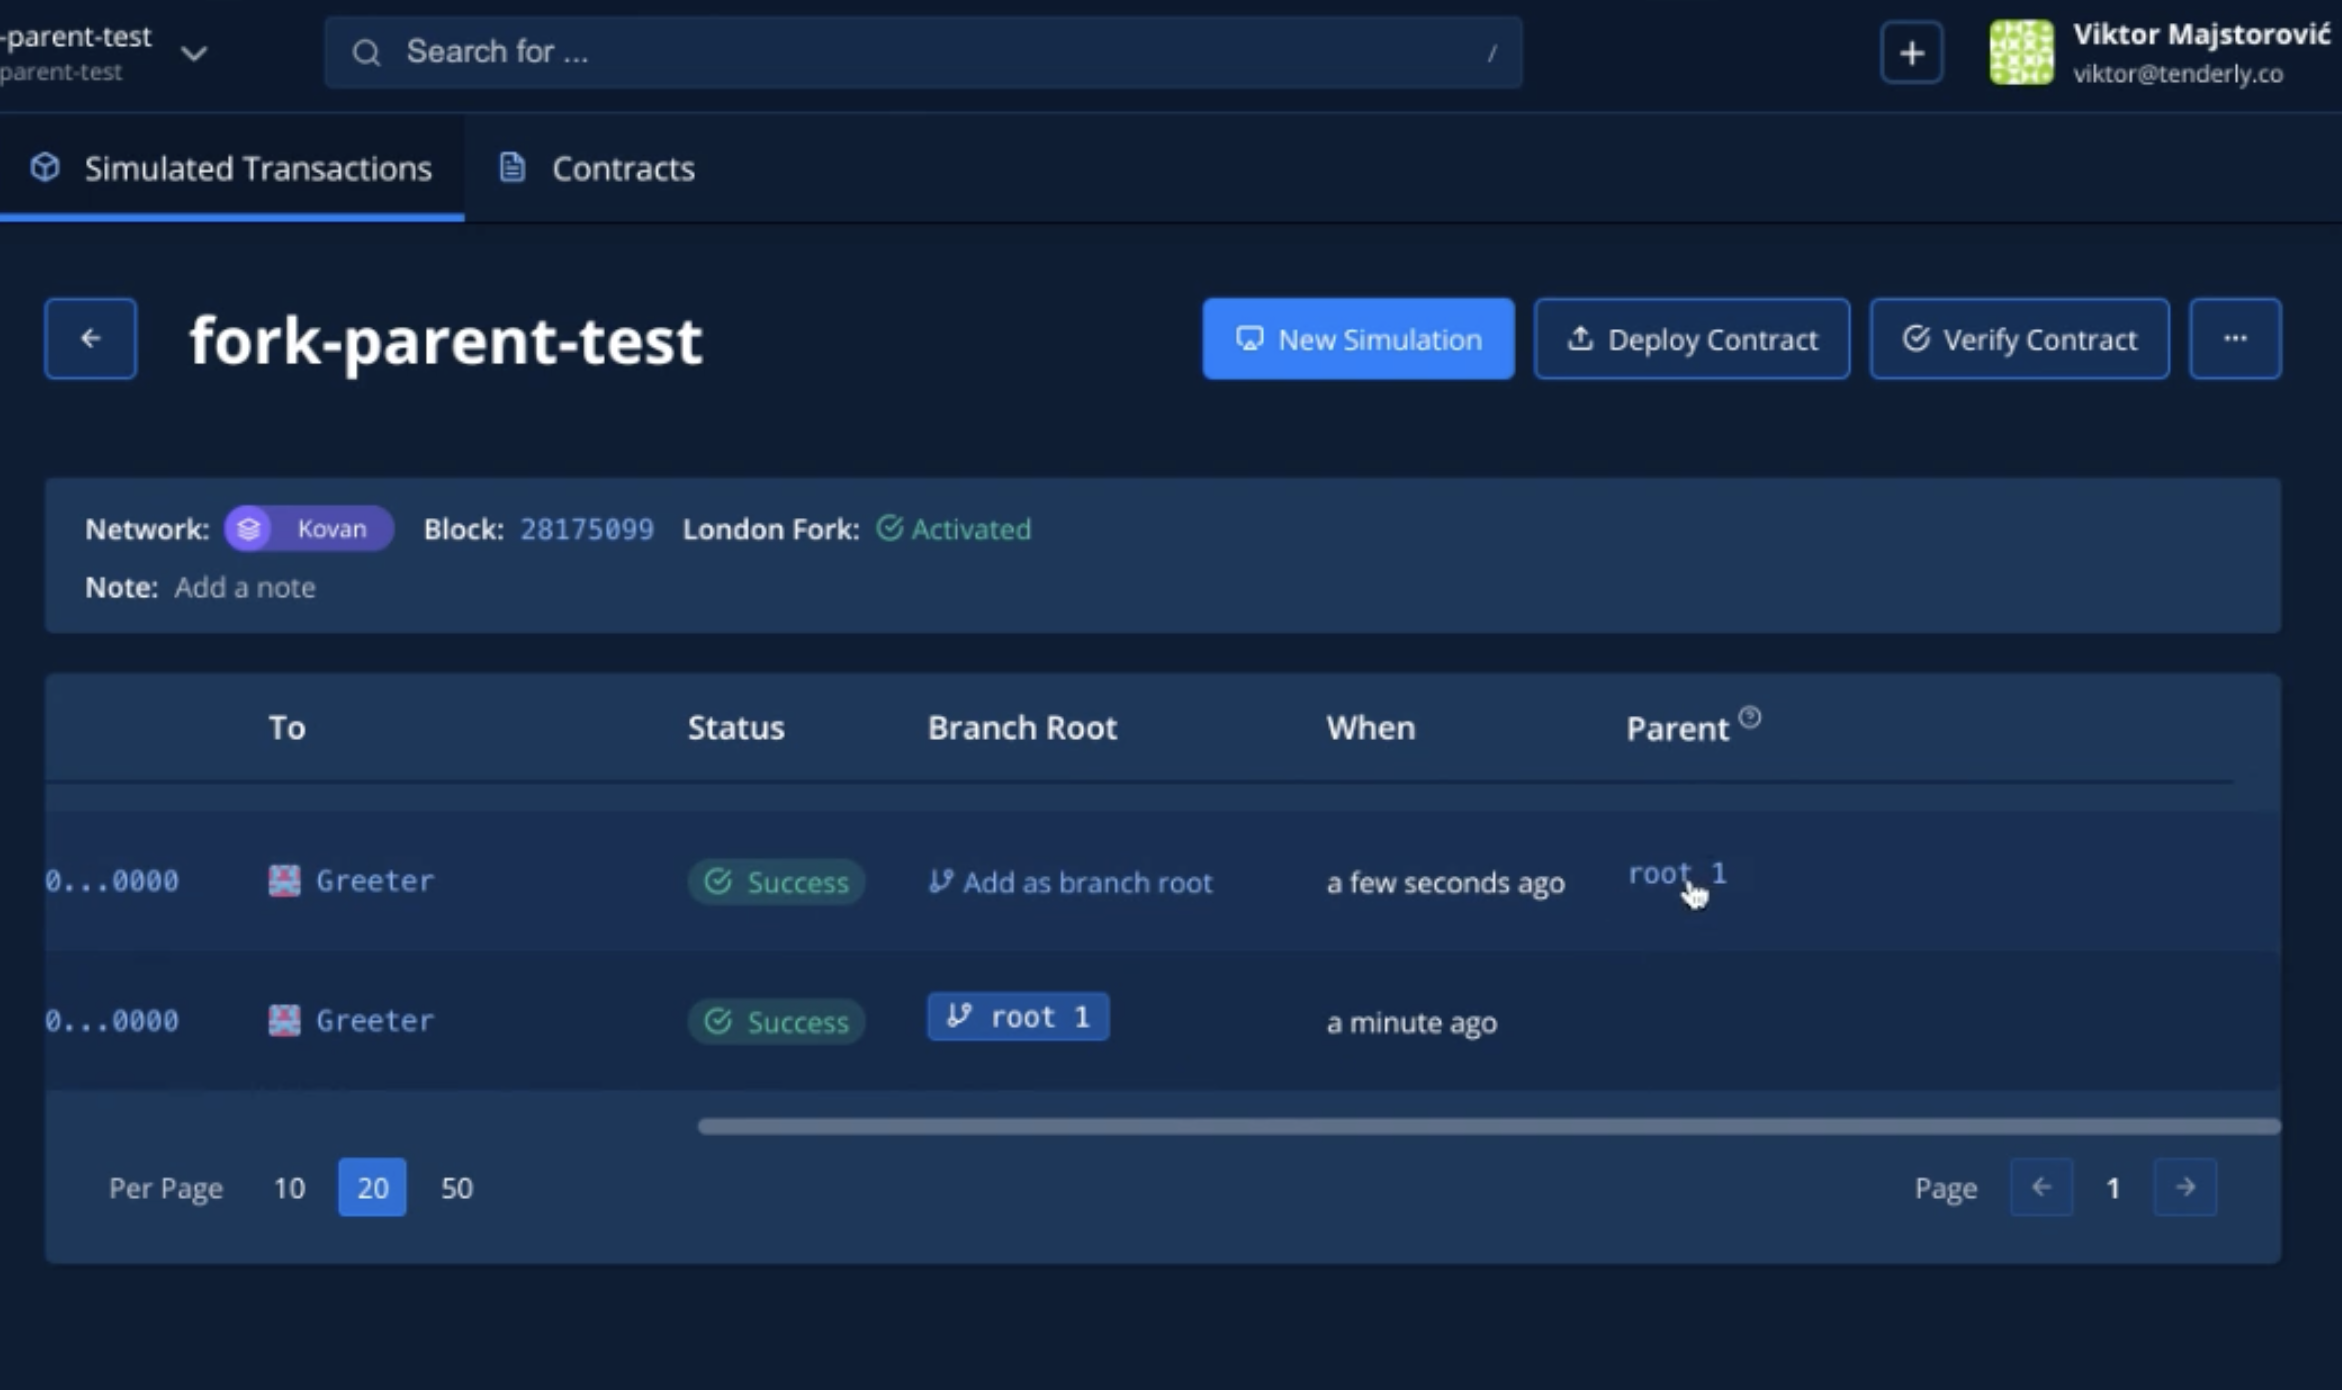 -parent-test
parent-test
Search for ...
/
+
Viktor Majstorović
viktor@tenderly.co
Simulated Transactions
Contracts
fork-parent-test
New Simulation
Deploy Contract
Verify Contract
...
Network: Kovan Block: 28175099 London Fork: Activated
Note: Add a note
To Status Branch Root When Parent
0...0000 Greeter Success Add as branch root a few seconds ago root 1
0...0000 Greeter Success root 1 a minute ago
Per Page 10 20 50 Page 1